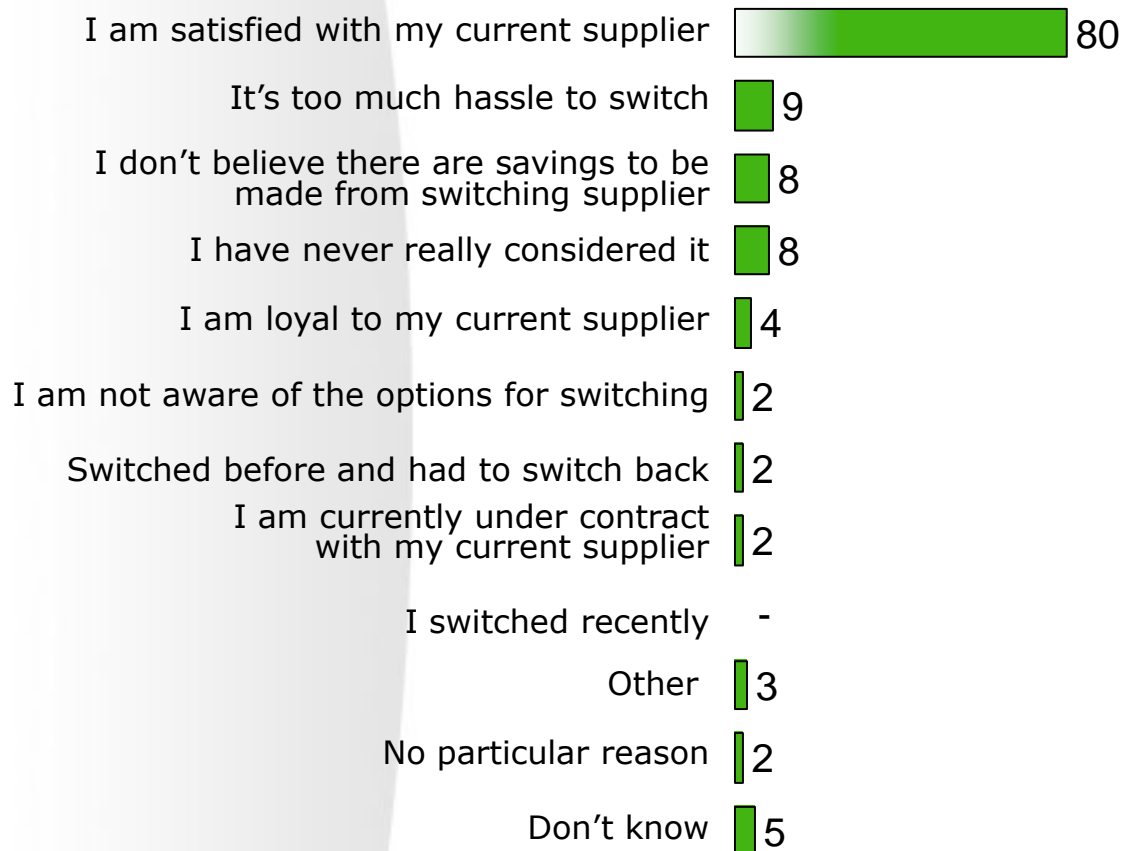 I am satisfied with my current supplier 80
It’s too much hassle to switch 9
I don’t believe there are savings to be
made from switching supplier 8
I have never really considered it 8
I am loyal to my current supplier 4
I am not aware of the options for switching 2
Switched before and had to switch back 2
I am currently under contract
with my current supplier 2
I switched recently -
Other 3
No particular reason 2
Don’t know 5